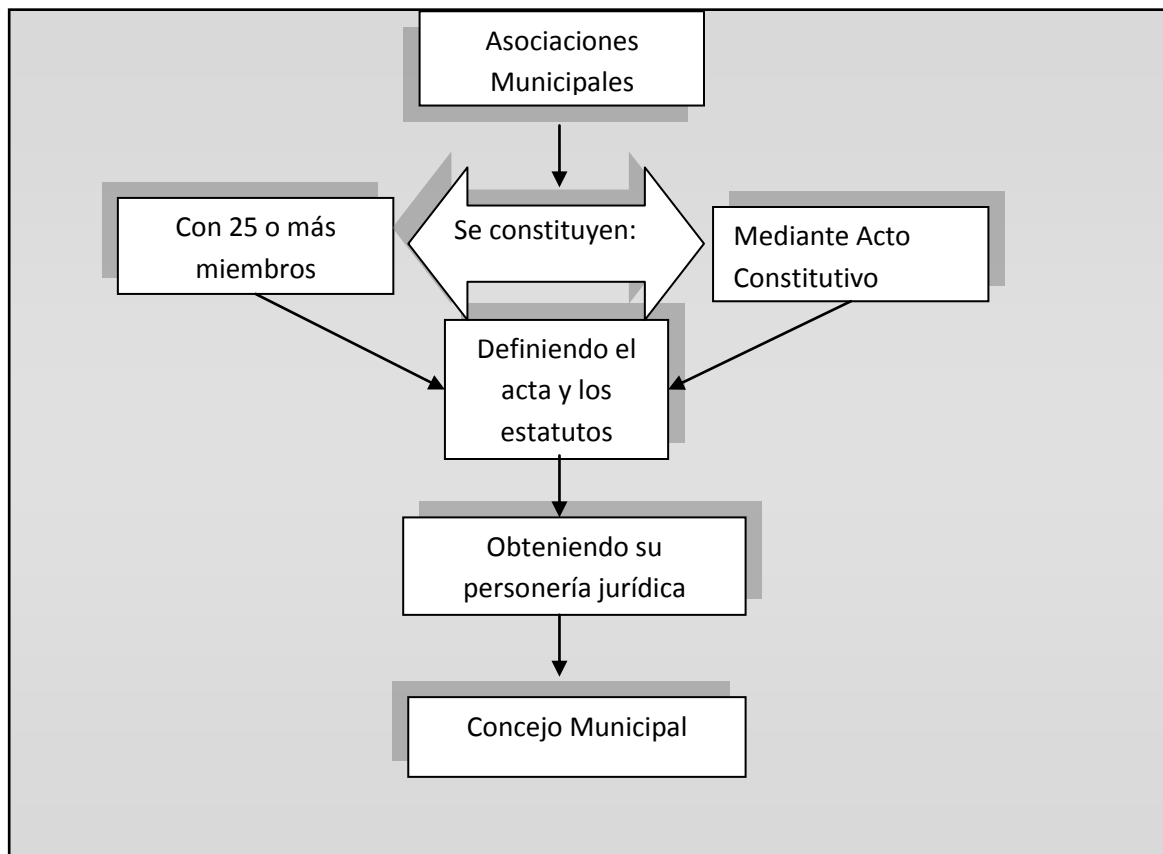 Asociaciones
Municipales
Con 25 o más
miembros
Se constituyen:
Mediante Acto
Constitutivo
Definiendo el
acta y los
estatutos
Obteniendo su
personería jurídica
Concejo Municipal